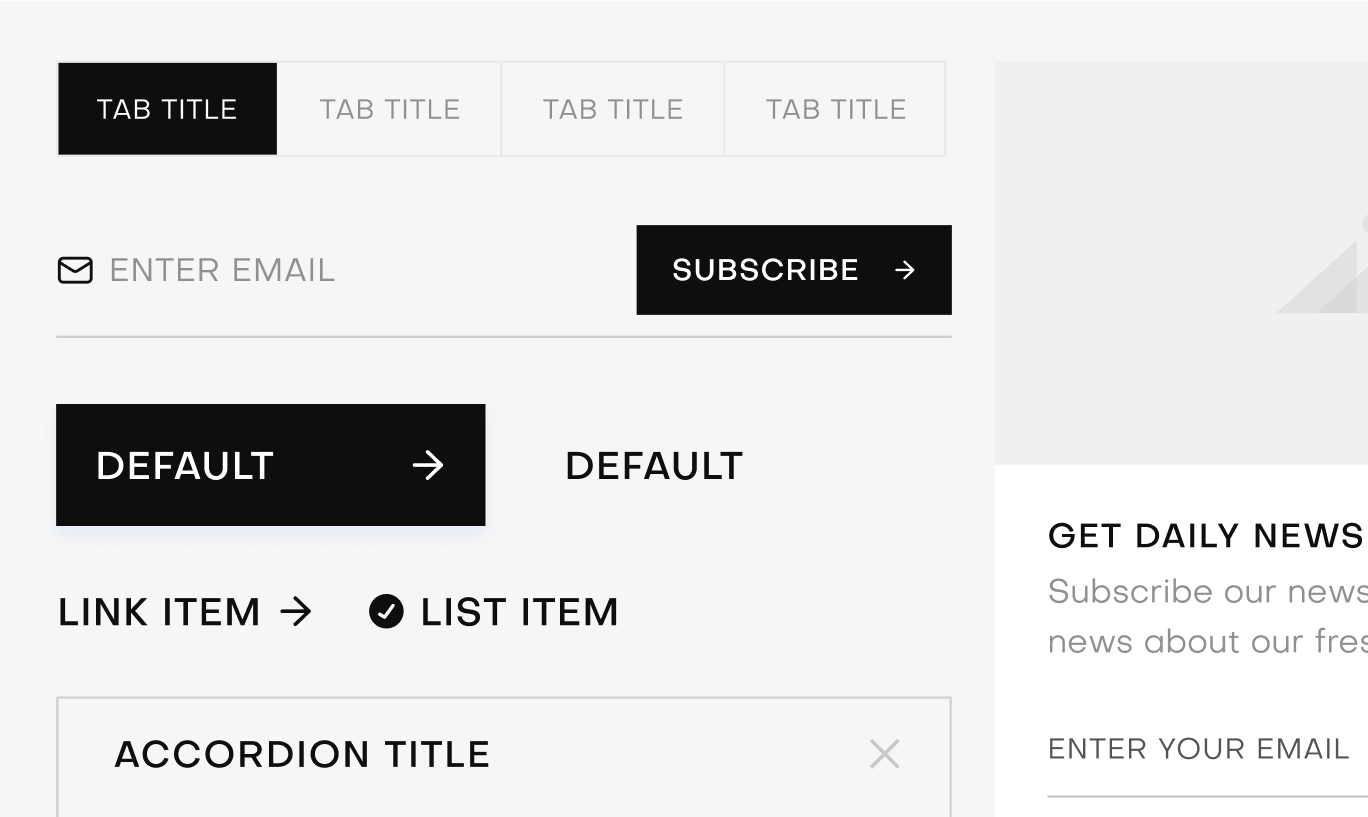 TAB TITLE TAB TITLE TAB TITLE TAB TITLE
ENTER EMAIL SUBSCRIBE
DEFAULT DEFAULT
LINK ITEM LIST ITEM
ACCORDION TITLE
GET DAILY NEWS
Subscribe our news
news about our fres
ENTER YOUR EMAIL